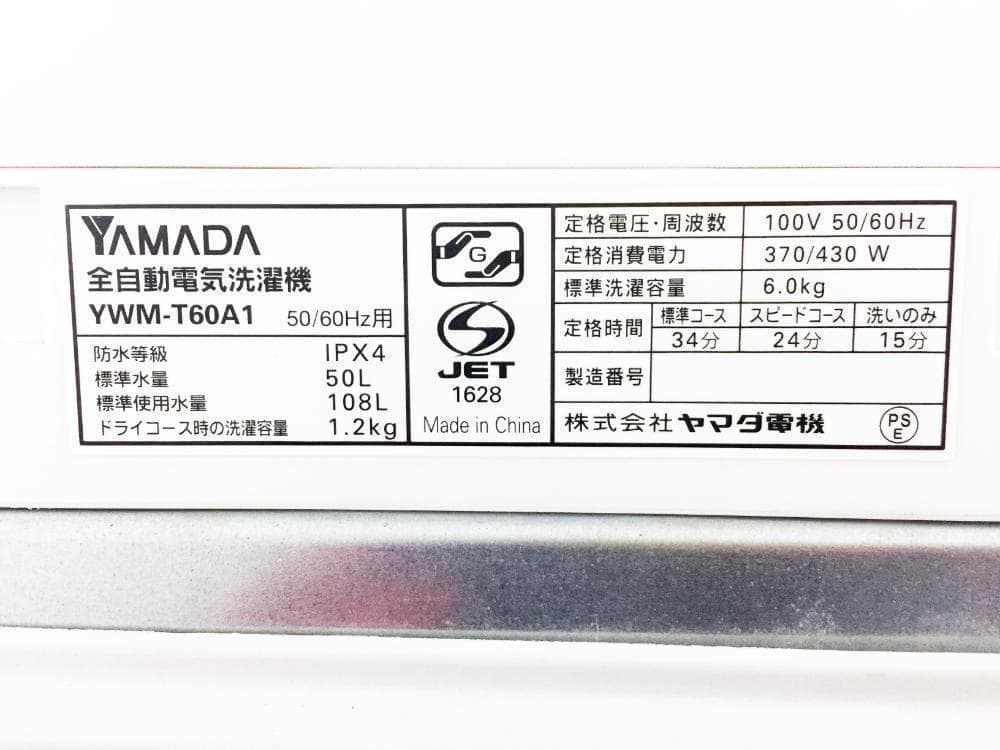 YAMADA
全自動電気洗濯機
YWM-T60A1 50/60Hz用
防水等級 IPX4
標準水量 50L
標準使用水量 108L
ドライコース時の洗濯容量 1.2kg
G
S
JET
1628
Made in China
定格電圧・周波数 100V 50/60Hz
定格消費電力 370/430 W
標準洗濯容量 6.0kg
定格時間 標準コース スピードコース 洗いのみ
34分 24分 15分
製造番号
株式会社 ヤマダ電機 PS E